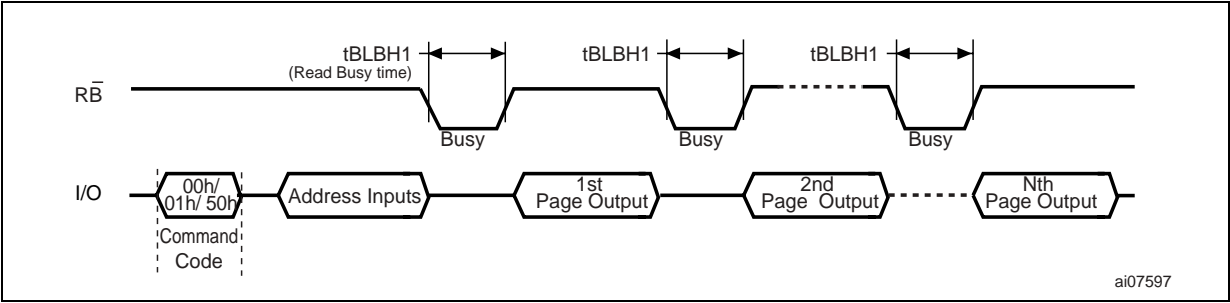 tBLBH1 tBLBH1 tBLBH1
(Read Busy time)
RB̅
Busy Busy Busy
I/O
00h/
01h/ 50h
Address Inputs
1st
Page Output
2nd
Page Output
Nth
Page Output
Command
Code
ai07597